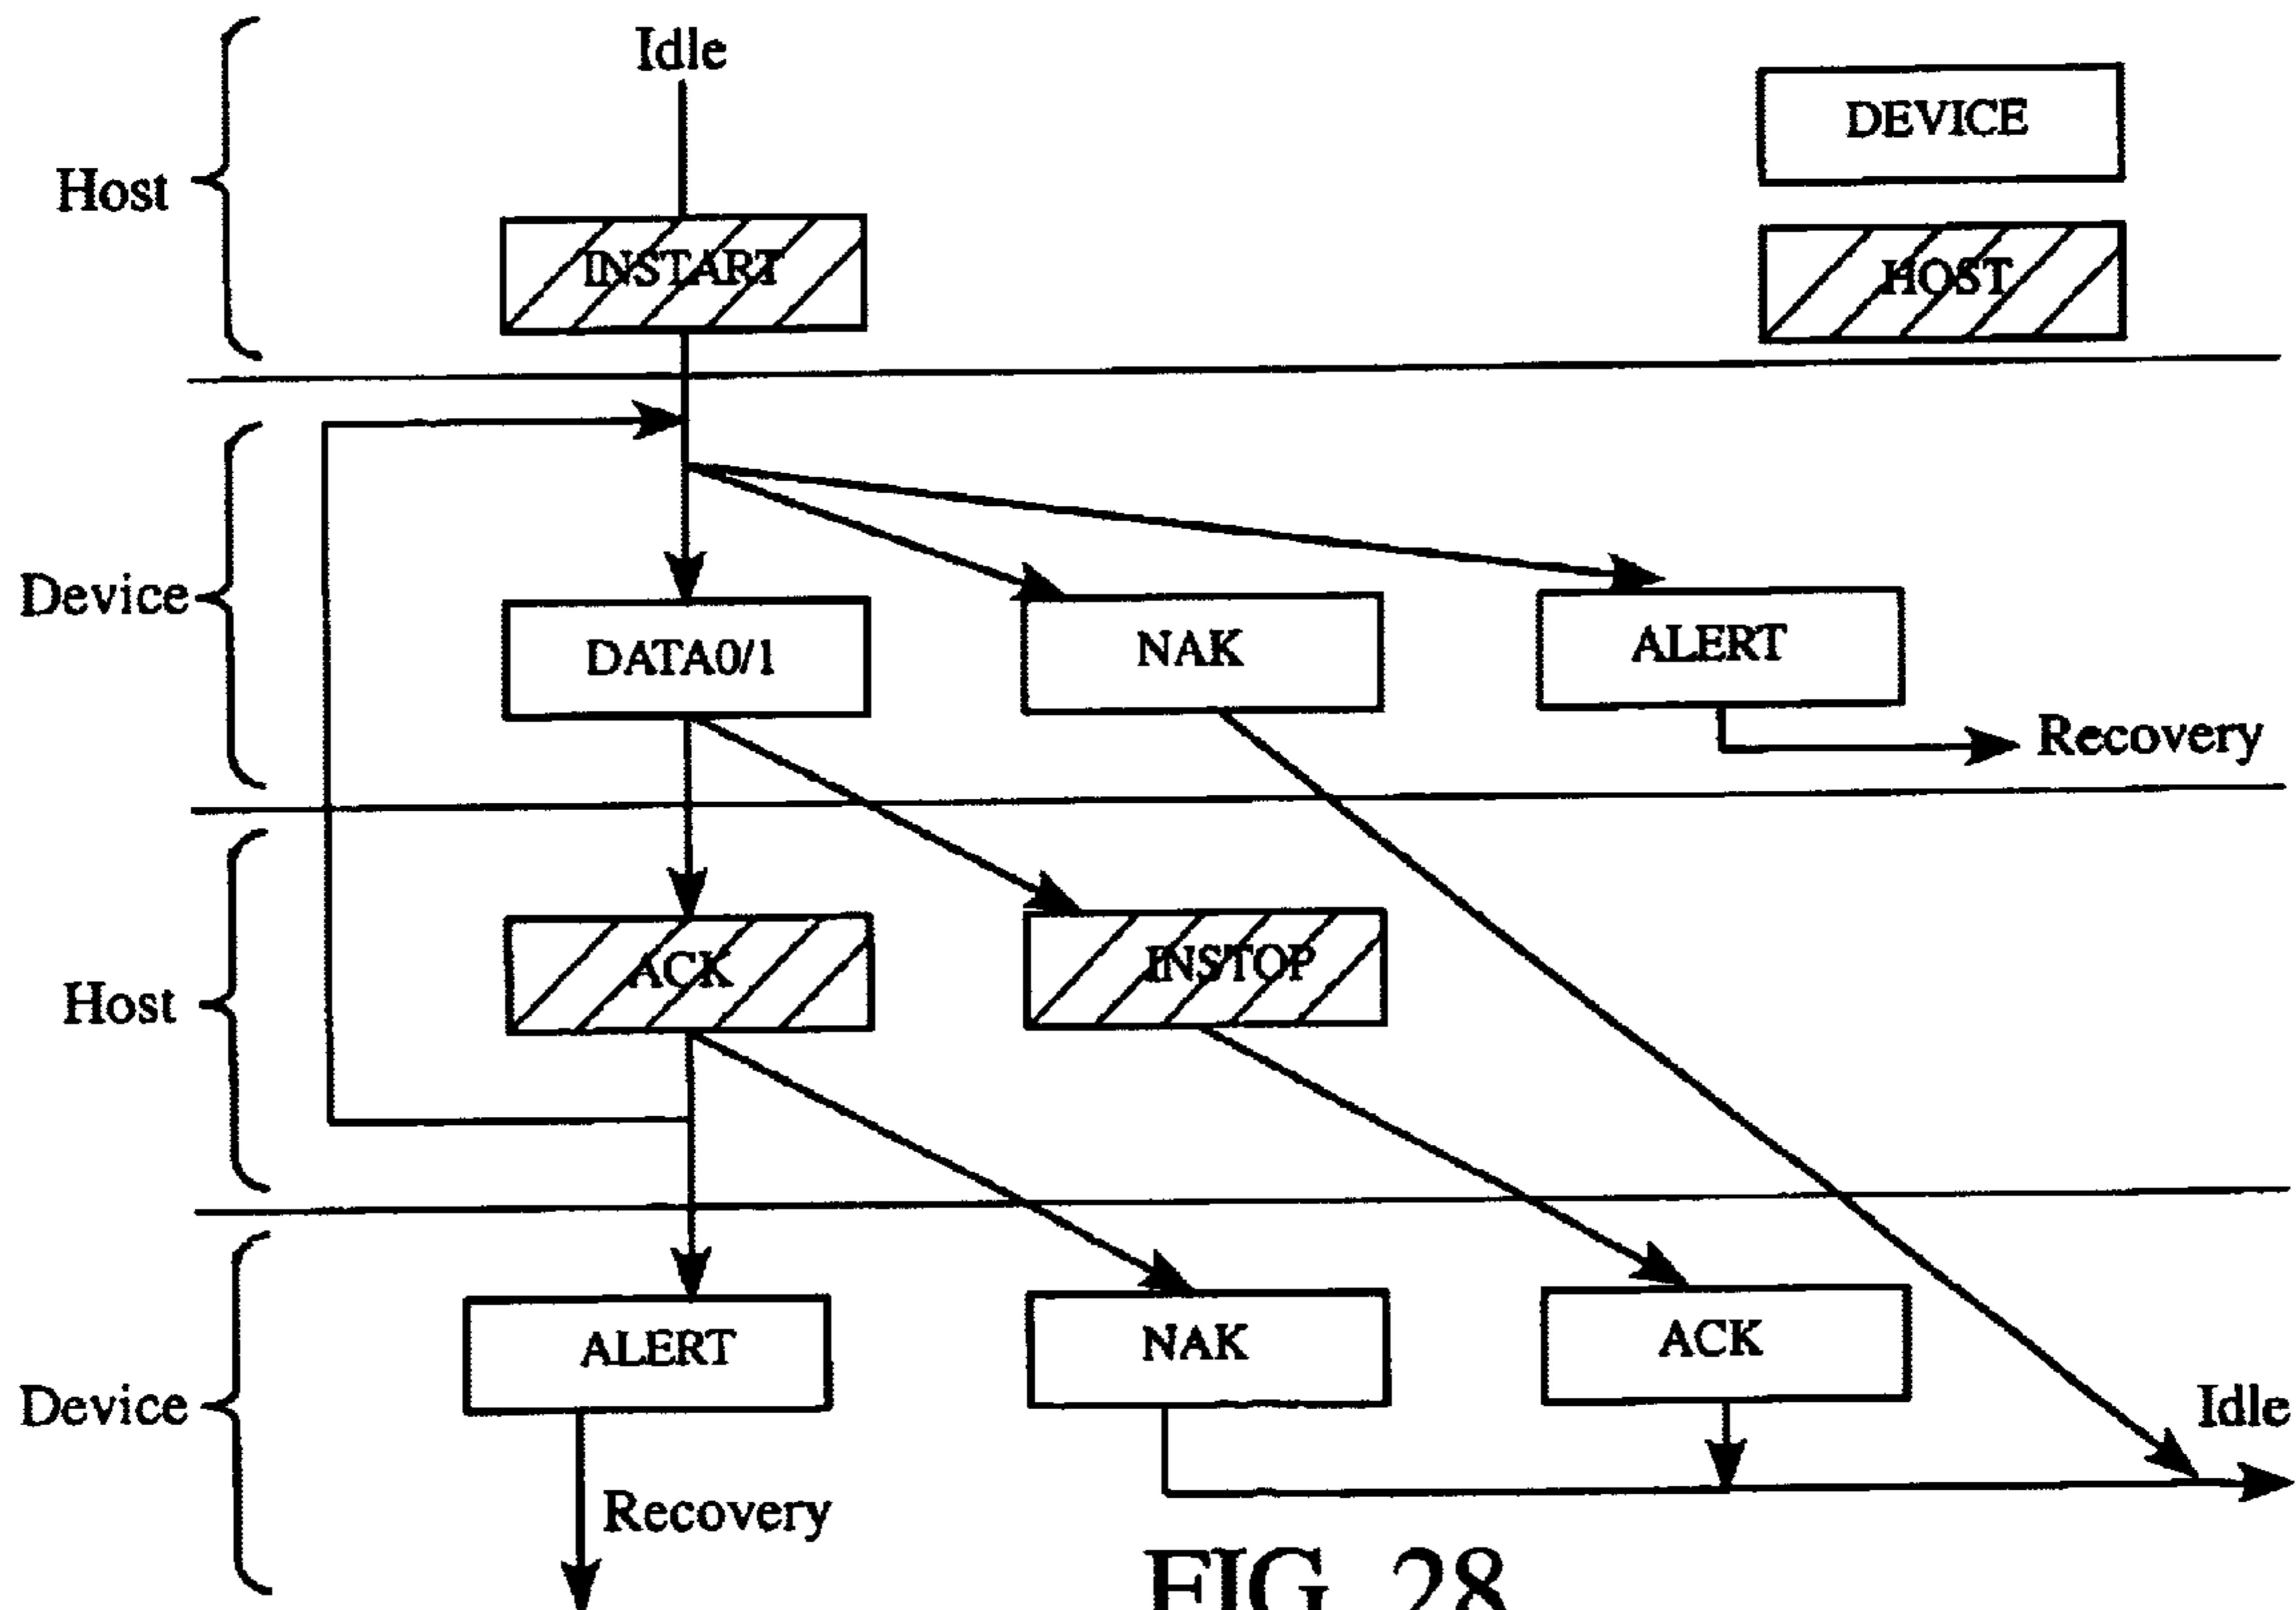 Idle
DEVICE
Host
INSTART
HOST
Device
DATA0/1
NAK
ALERT
Recovery
Host
ACK
INSTOP
Device
ALERT
NAK
ACK
Idle
Recovery
FIG. 28